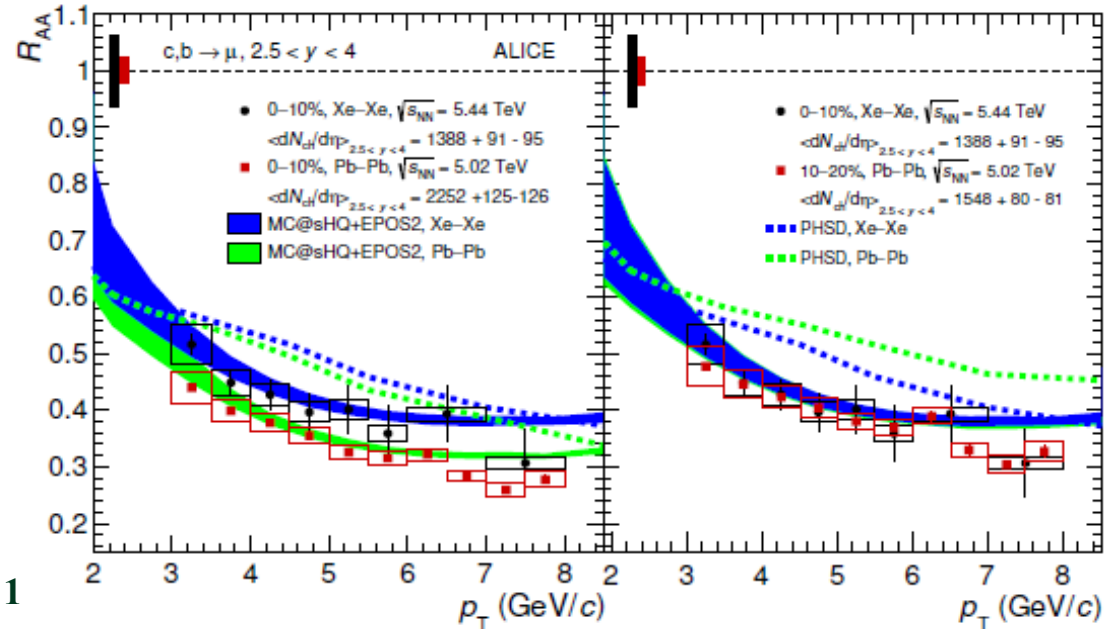 R_AA
1.1
1
0.9
0.8
0.7
0.6
0.5
0.4
0.3
0.2
c,b → μ, 2.5 < y < 4 ALICE
0–10%, Xe–Xe, √s_NN = 5.44 TeV
<dN_ch/dη>_2.5< y <4 = 1388 + 91 - 95
0–10%, Pb–Pb, √s_NN = 5.02 TeV
<dN_ch/dη>_2.5< y <4 = 2252 +125-126
MC@sHQ+EPOS2, Xe–Xe
MC@sHQ+EPOS2, Pb–Pb
2 3 4 5 6 7 8
p_T (GeV/c)
0–10%, Xe–Xe, √s_NN = 5.44 TeV
<dN_ch/dη>_2.5< y <4 = 1388 + 91 - 95
10–20%, Pb–Pb, √s_NN = 5.02 TeV
<dN_ch/dη>_2.5< y <4 = 1548 + 80 - 81
PHSD, Xe–Xe
PHSD, Pb–Pb
2 3 4 5 6 7 8
p_T (GeV/c)
1